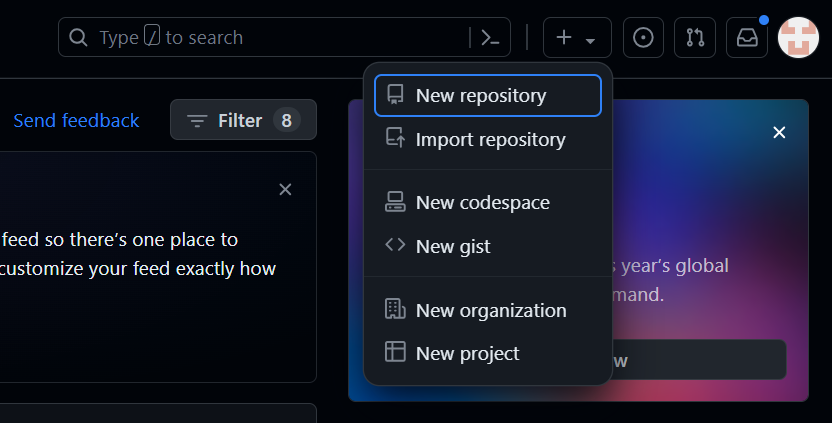 Type / to search
Send feedback
Filter 8
feed so there's one place to
customize your feed exactly how
New repository
Import repository
New codespace
New gist
New organization
New project
year's global